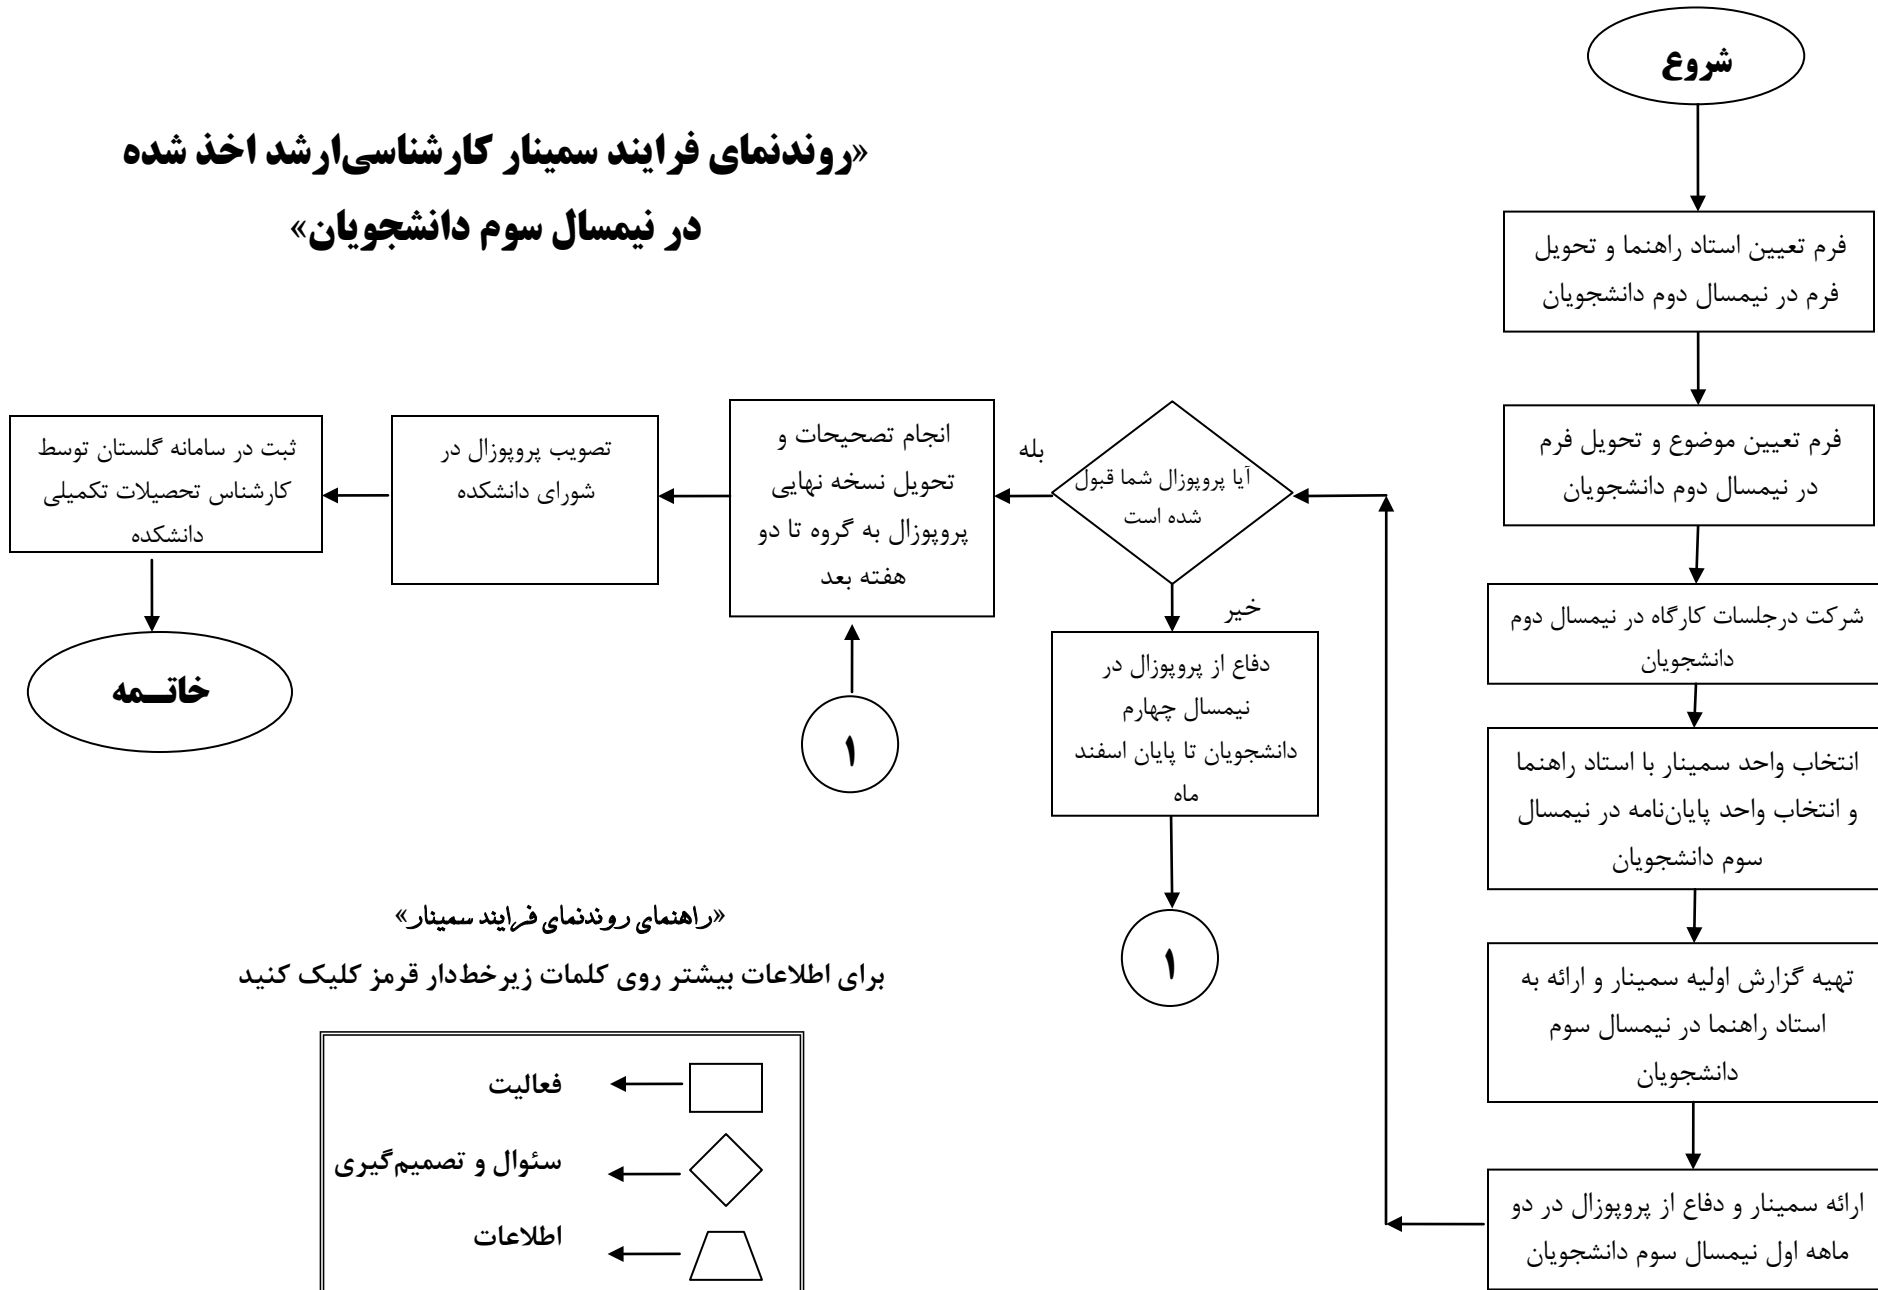 شروع
«روندنمای فرایند سمینار کارشناسی‌ارشد اخذ شده
در نیمسال سوم دانشجویان»
فرم تعیین استاد راهنما و تحویل
فرم در نیمسال دوم دانشجویان
فرم تعیین موضوع و تحویل فرم
در نیمسال دوم دانشجویان
شرکت درجلسات کارگاه در نیمسال دوم
دانشجویان
انتخاب واحد سمینار با استاد راهنما
و انتخاب واحد پایان‌نامه در نیمسال
سوم دانشجویان
تهیه گزارش اولیه سمینار و ارائه به
استاد راهنما در نیمسال سوم
دانشجویان
ارائه سمینار و دفاع از پروپوزال در دو
ماهه اول نیمسال سوم دانشجویان
آیا پروپوزال شما قبول
شده است
بله
خیر
دفاع از پروپوزال در
نیمسال چهارم
دانشجویان تا پایان اسفند
ماه
۱
انجام تصحیحات و
تحویل نسخه نهایی
پروپوزال به گروه تا دو
هفته بعد
۱
تصویب پروپوزال در
شورای دانشکده
ثبت در سامانه گلستان توسط
کارشناس تحصیلات تکمیلی
دانشکده
خاتـــمه
«راهنمای روندنمای فرایند سمینار»
برای اطلاعات بیشتر روی کلمات زیرخط‌دار قرمز کلیک کنید
فعالیت
سئوال و تصمیم‌گیری
اطلاعات